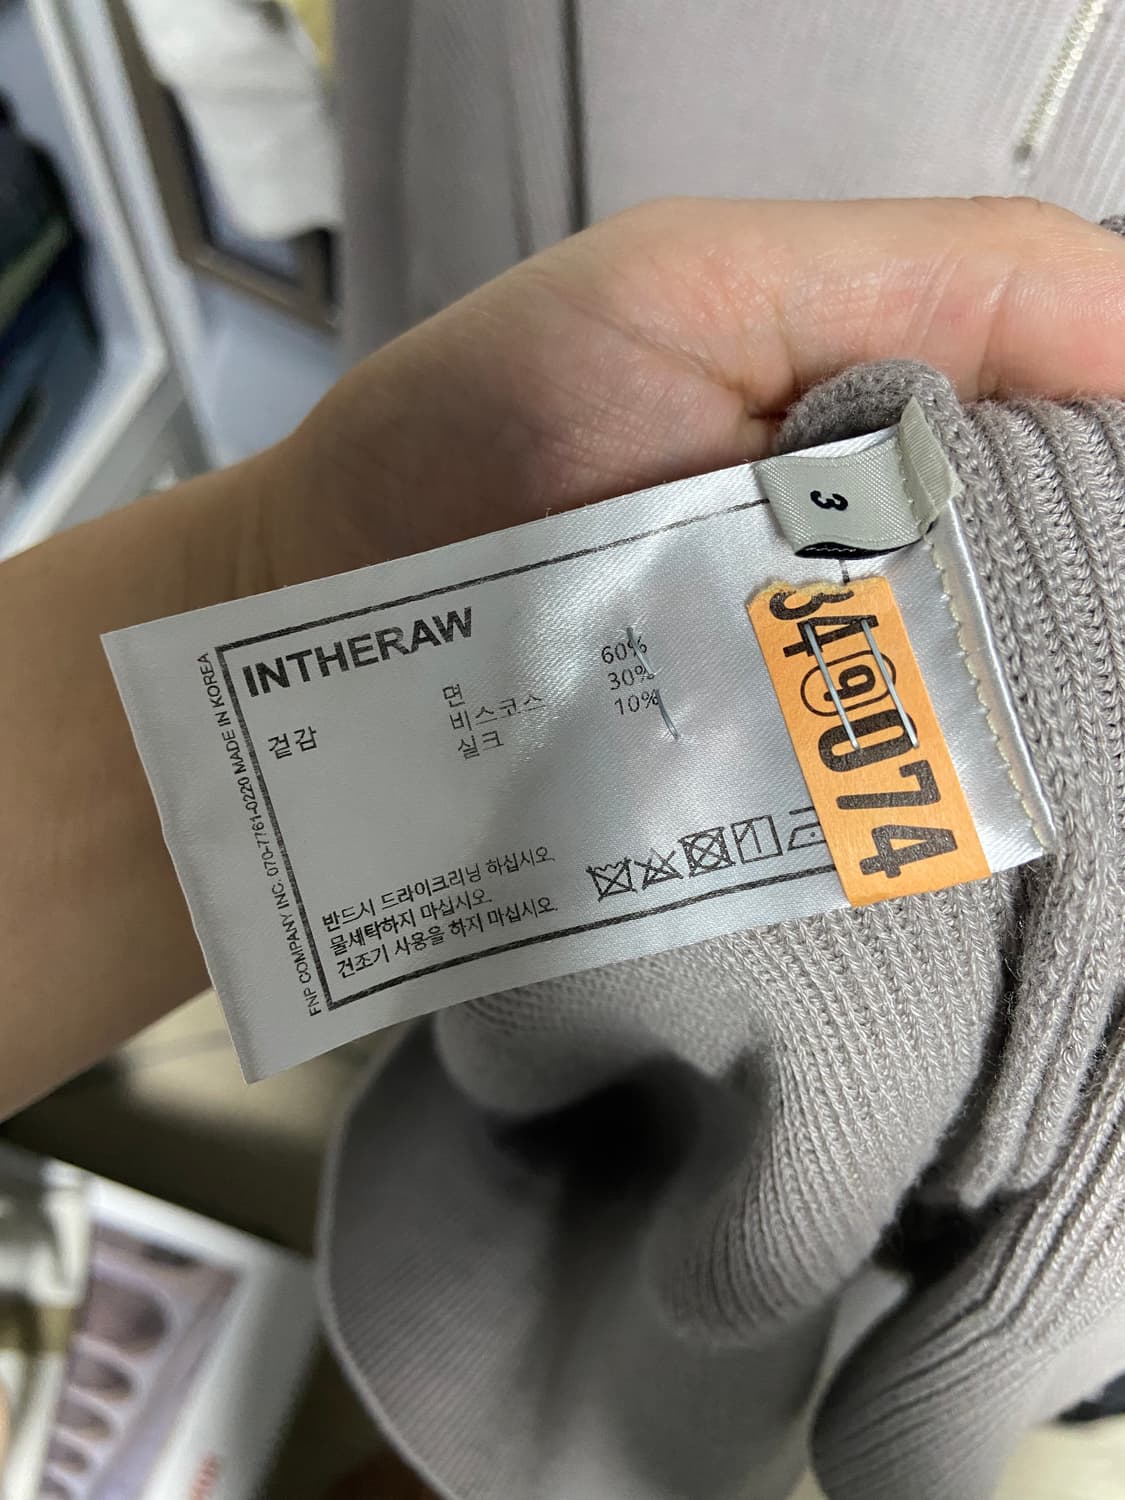 3
INTHERAW
겉감
면 60%
비스코스 30%
실크 10%
반드시 드라이크리닝 하십시오.
물세탁하지 마십시오.
건조기 사용을 하지 마십시오.
FNP COMPANY INC. 070-7761-0220 MADE IN KOREA
34 9 074